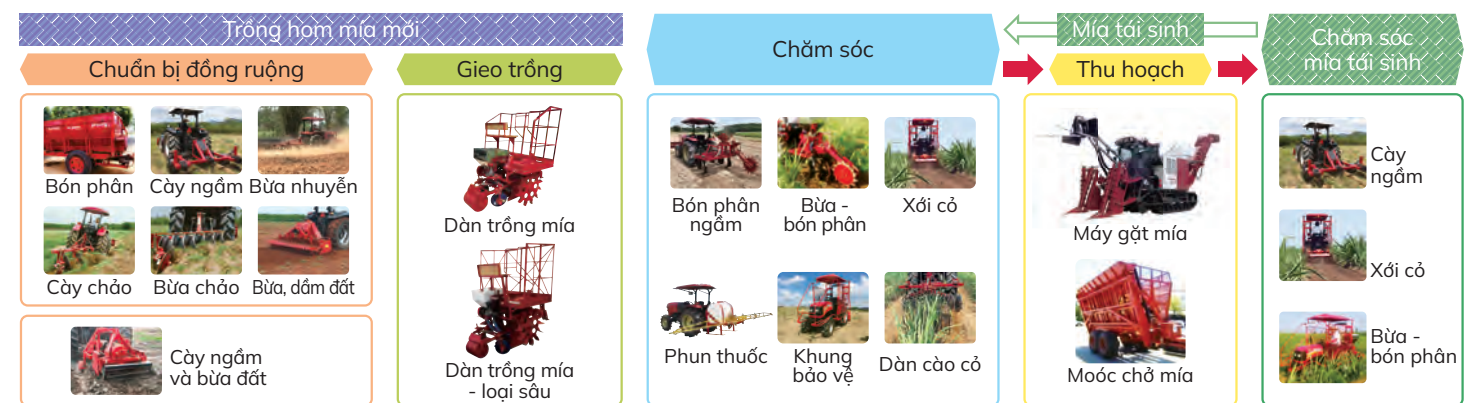 Trồng hom mía mới
Chuẩn bị đồng ruộng
Bón phân
Cày ngầm
Bừa nhuyễn
Cày chảo
Bừa chảo
Bừa, dầm đất
Cày ngầm
và bừa đất
Gieo trồng
Dàn trồng mía
Dàn trồng mía
- loại sâu
Chăm sóc
Bón phân
ngầm
Bừa -
bón phân
Xới cỏ
Phun thuốc
Khung
bảo vệ
Dàn cào cỏ
Mía tái sinh
Thu hoạch
Máy gặt mía
Moóc chở mía
Chăm sóc
mía tái sinh
Cày
ngầm
Xới cỏ
Bừa -
bón phân